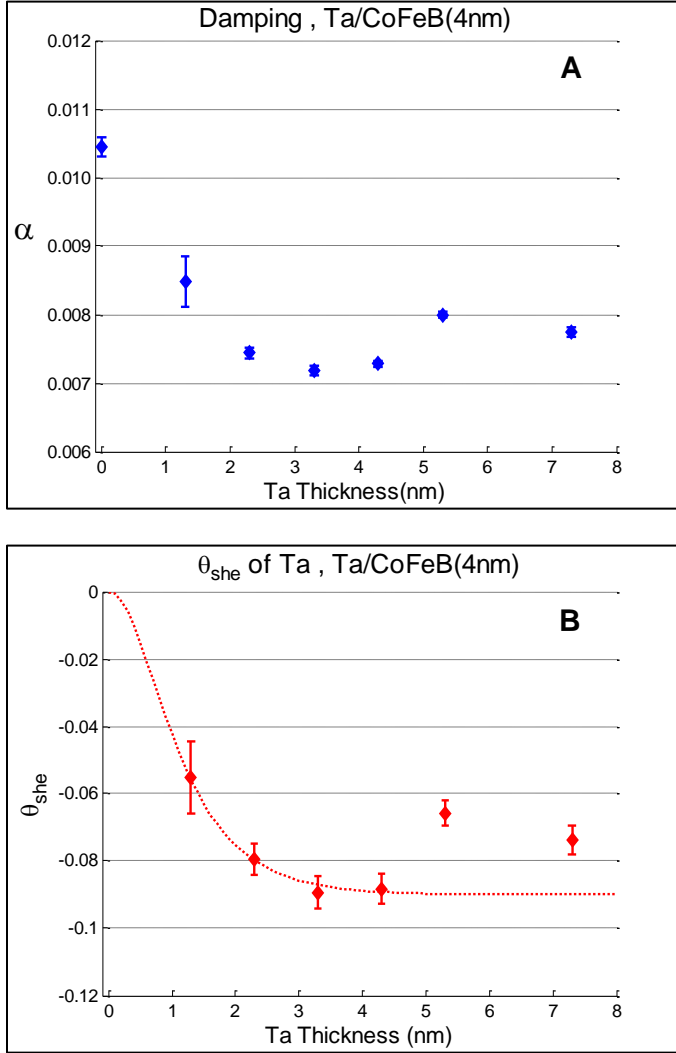 Damping , Ta/CoFeB(4nm)
A
0.012
0.011
0.010
0.009
α
0.008
0.007
0.006
0 1 2 3 4 5 6 7 8
Ta Thickness(nm)
θshe of Ta , Ta/CoFeB(4nm)
B
0
-0.02
-0.04
-0.06
θshe
-0.08
-0.1
-0.12
0 1 2 3 4 5 6 7 8
Ta Thickness (nm)